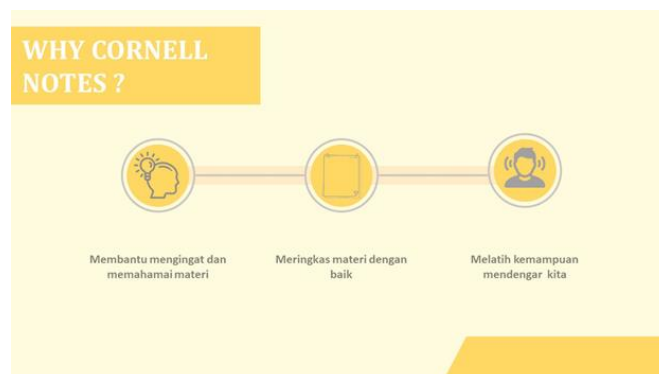 WHY CORNELL
NOTES ?
Membantu mengingat dan
memahamai materi
Meringkas materi dengan
baik
Melatih kemampuan
mendengar kita